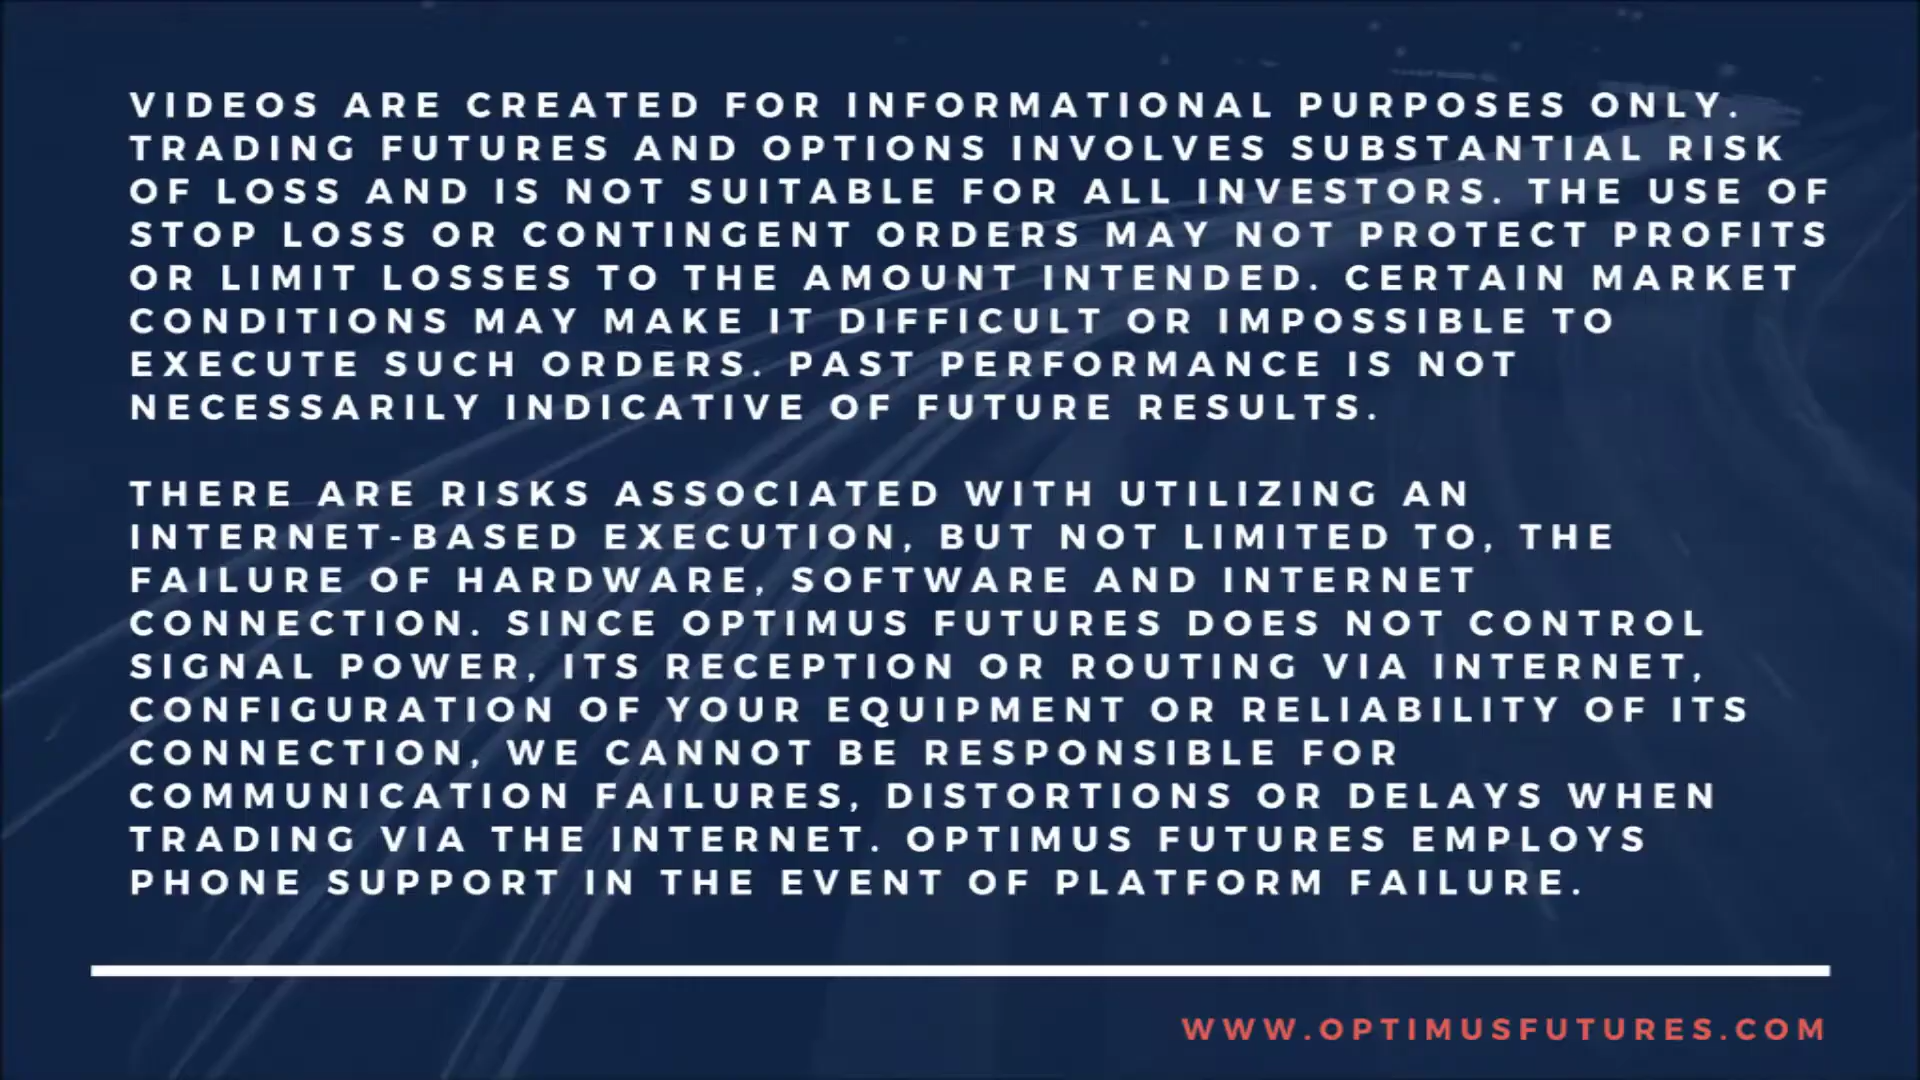 VIDEOS ARE CREATED FOR INFORMATIONAL PURPOSES ONLY.
TRADING FUTURES AND OPTIONS INVOLVES SUBSTANTIAL RISK
OF LOSS AND IS NOT SUITABLE FOR ALL INVESTORS. THE USE OF
STOP LOSS OR CONTINGENT ORDERS MAY NOT PROTECT PROFITS
OR LIMIT LOSSES TO THE AMOUNT INTENDED. CERTAIN MARKET
CONDITIONS MAY MAKE IT DIFFICULT OR IMPOSSIBLE TO
EXECUTE SUCH ORDERS. PAST PERFORMANCE IS NOT
NECESSARILY INDICATIVE OF FUTURE RESULTS.
THERE ARE RISKS ASSOCIATED WITH UTILIZING AN
INTERNET-BASED EXECUTION, BUT NOT LIMITED TO, THE
FAILURE OF HARDWARE, SOFTWARE AND INTERNET
CONNECTION. SINCE OPTIMUS FUTURES DOES NOT CONTROL
SIGNAL POWER, ITS RECEPTION OR ROUTING VIA INTERNET,
CONFIGURATION OF YOUR EQUIPMENT OR RELIABILITY OF ITS
CONNECTION, WE CANNOT BE RESPONSIBLE FOR
COMMUNICATION FAILURES, DISTORTIONS OR DELAYS WHEN
TRADING VIA THE INTERNET. OPTIMUS FUTURES EMPLOYS
PHONE SUPPORT IN THE EVENT OF PLATFORM FAILURE.
WWW.OPTIMUSFUTURES.COM